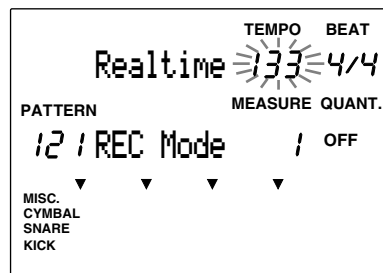 TEMPO BEAT
Realtime 133 4/4
PATTERN MEASURE QUANT.
121 REC Mode 1 OFF
MISC.
CYMBAL
SNARE
KICK